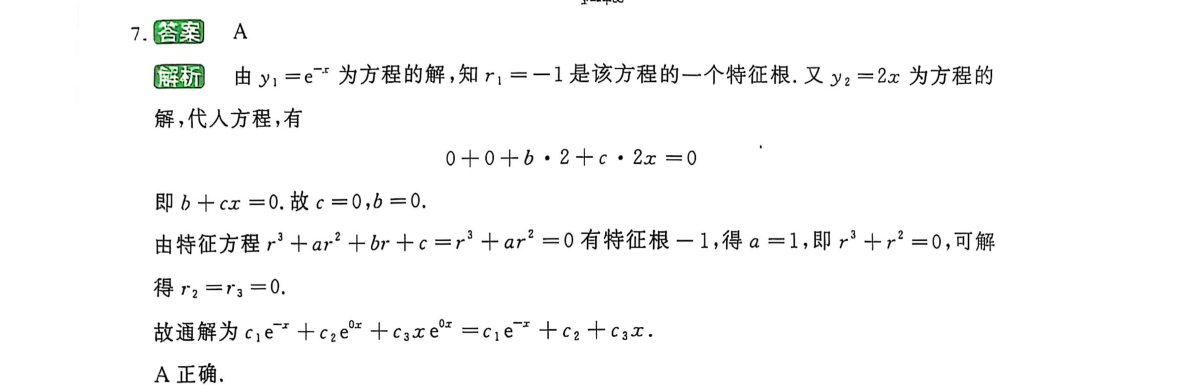 7. 答案 A
解析 由 y₁=e⁻ˣ 为方程的解,知 r₁=−1是该方程的一个特征根. 又 y₂=2x 为方程的
解,代入方程,有
0+0+b·2+c·2x=0
即 b+cx=0. 故 c=0,b=0.
由特征方程 r³+ar²+br+c=r³+ar²=0 有特征根−1,得 a=1,即 r³+r²=0,可解
得 r₂=r₃=0.
故通解为 c₁e⁻ˣ+c₂e⁰ˣ+c₃xe⁰ˣ=c₁e⁻ˣ+c₂+c₃x.
A 正确.